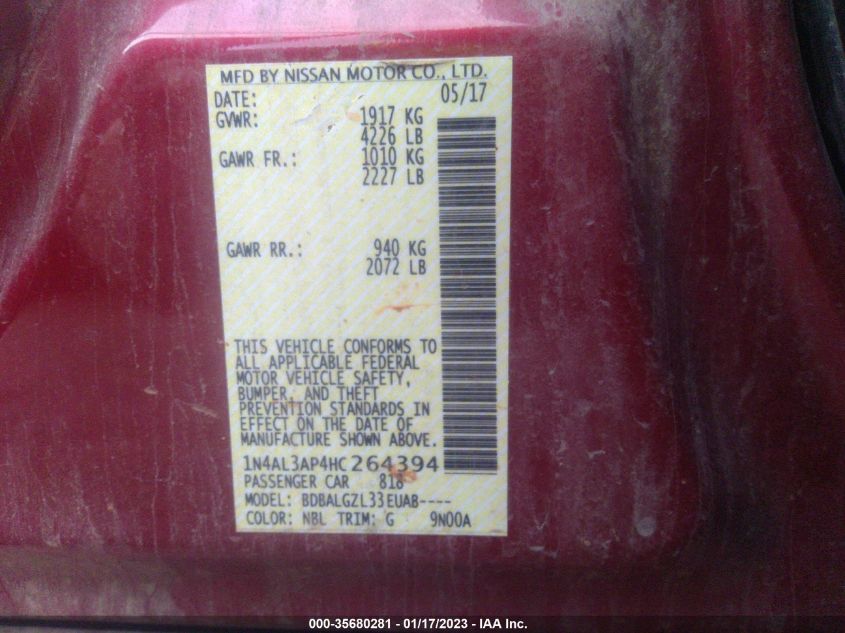 MFD BY NISSAN MOTOR CO., LTD.
DATE: 05/17
GVWR: 1917 KG
4226 LB
GAWR FR.: 1010 KG
2227 LB
GAWR RR.: 940 KG
2072 LB
THIS VEHICLE CONFORMS TO
ALL APPLICABLE FEDERAL
MOTOR VEHICLE SAFETY,
BUMPER, AND THEFT
PREVENTION STANDARDS IN
EFFECT ON THE DATE OF
MANUFACTURE SHOWN ABOVE.
1N4AL3AP4HC264394
PASSENGER CAR 818
MODEL: BDBALGZL33EUAB----
COLOR: NBL TRIM: G 9N00A
000-35680281 - 01/17/2023 - IAA Inc.